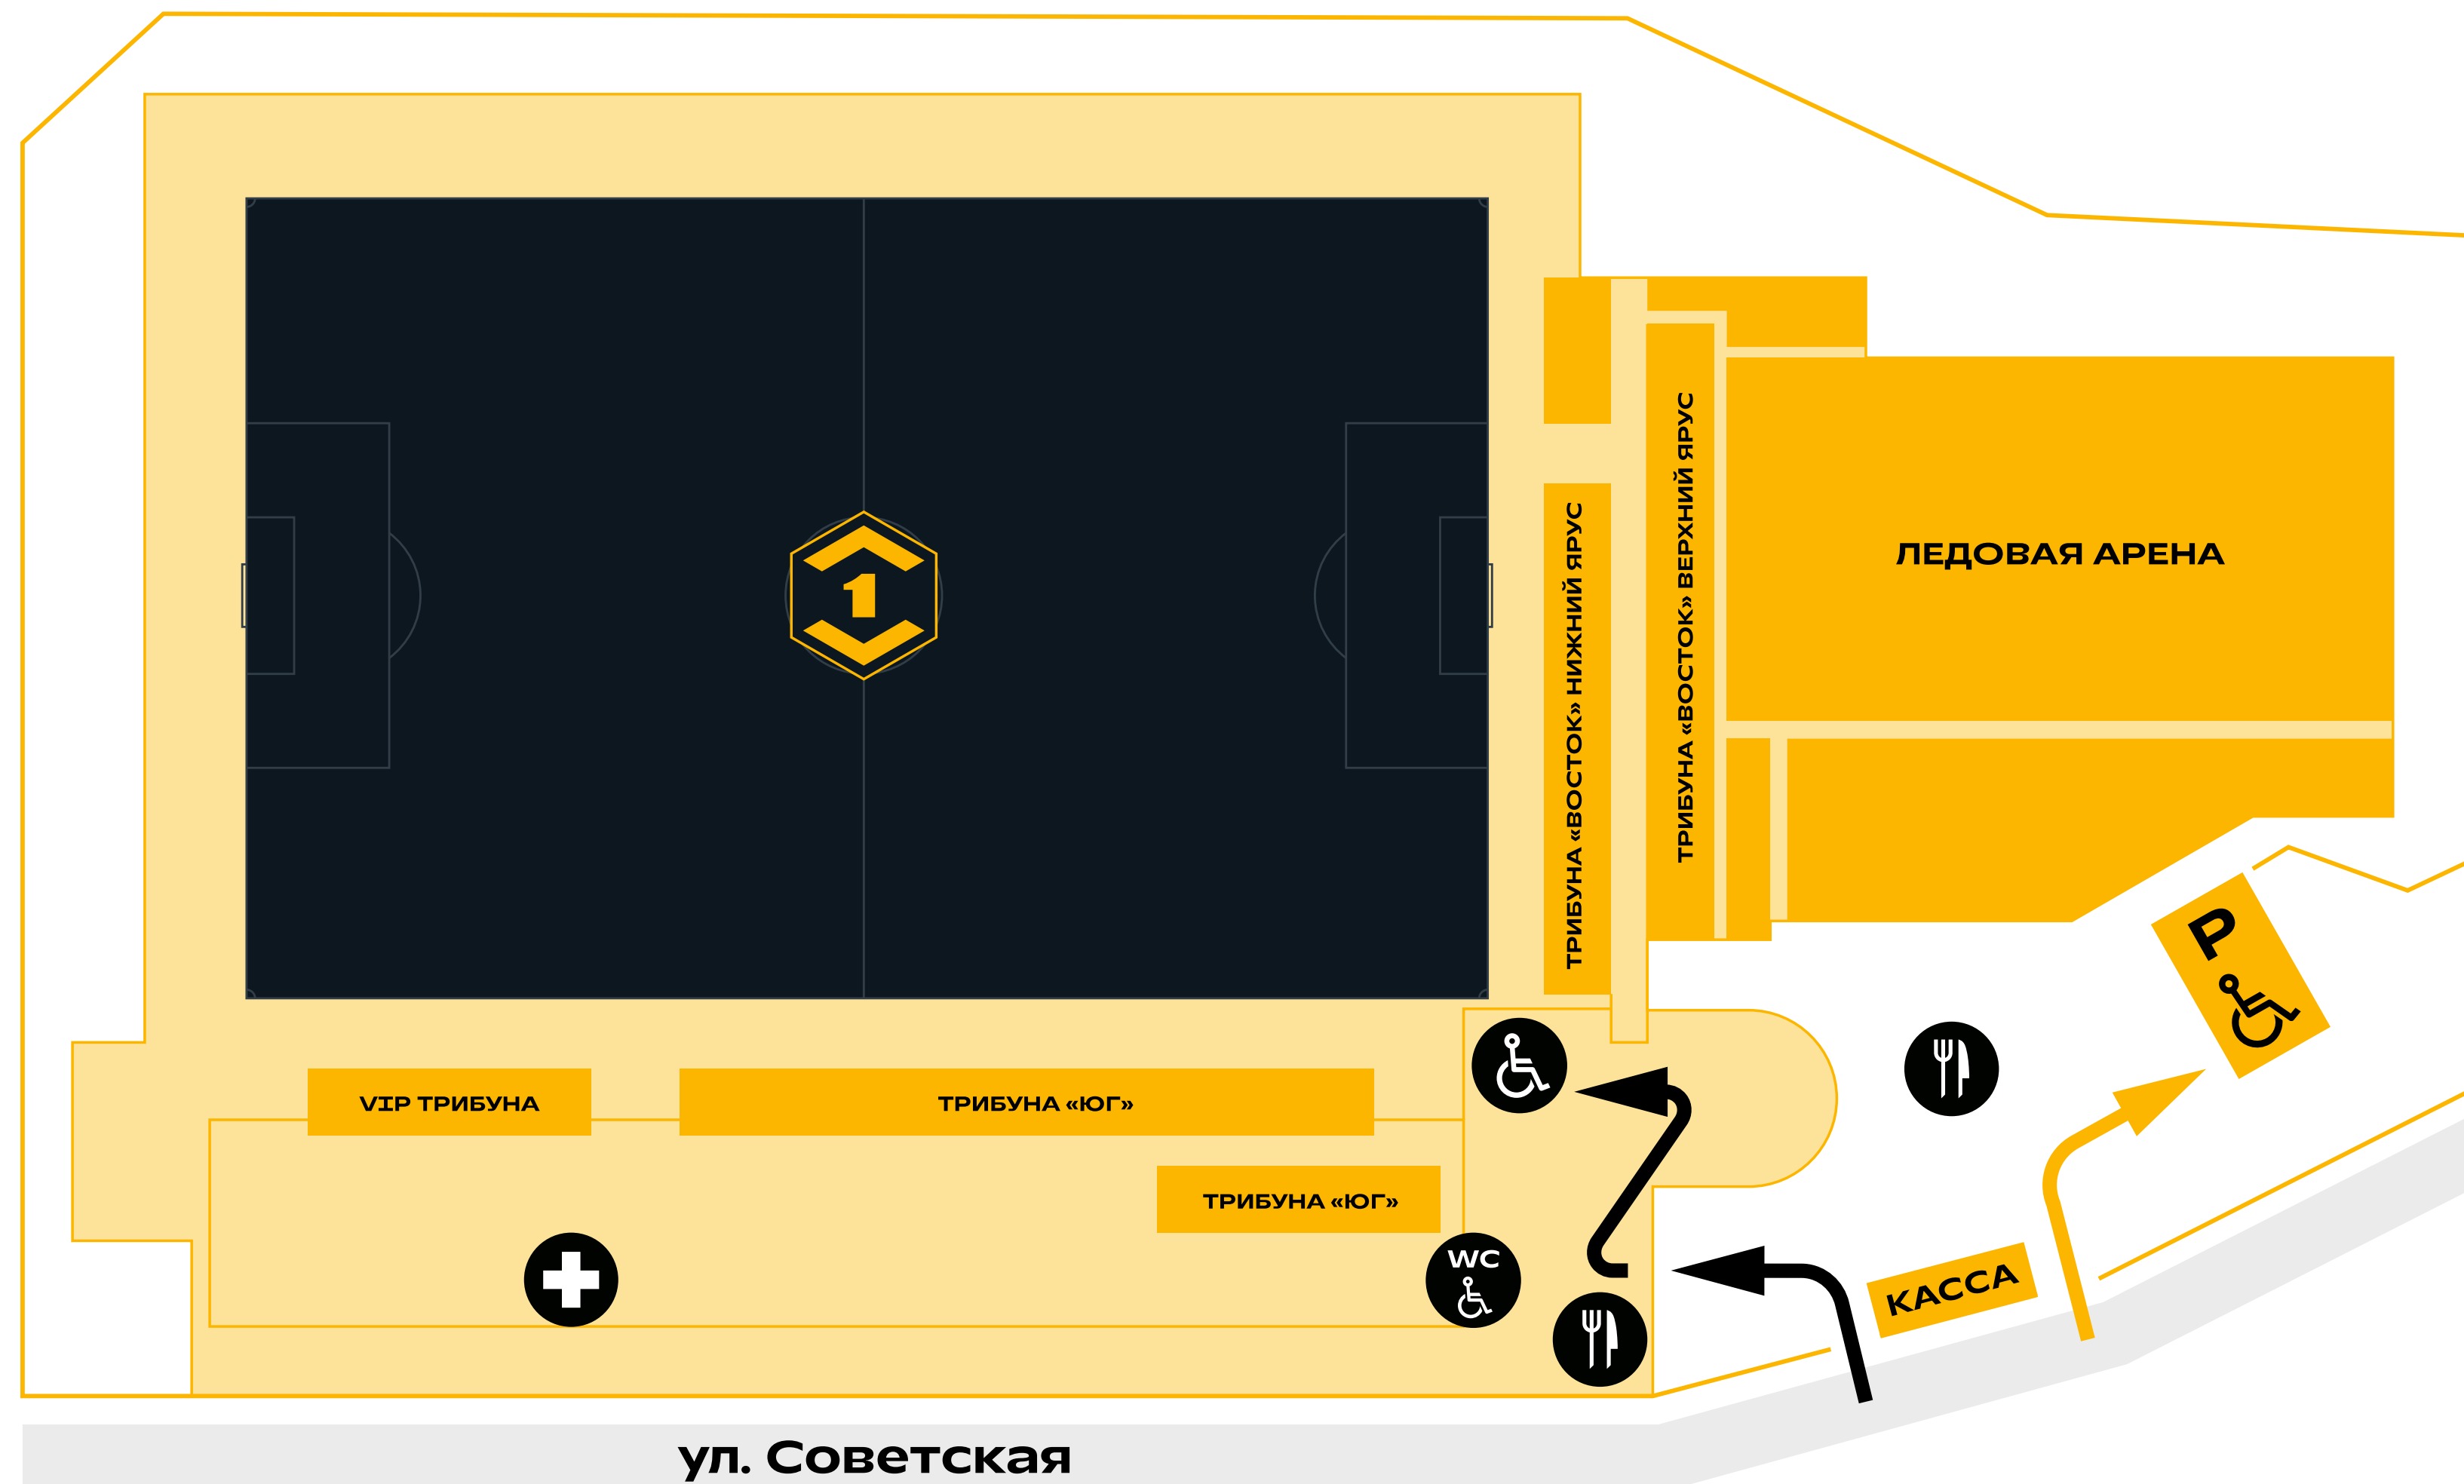 1
ТРИБУНА «ВОСТОК» НИЖНИЙ ЯРУС
ТРИБУНА «ВОСТОК» ВЕРХНИЙ ЯРУС
ЛЕДОВАЯ АРЕНА
P
VIP ТРИБУНА
ТРИБУНА «ЮГ»
ТРИБУНА «ЮГ»
WC
КАССА
ул. Советская